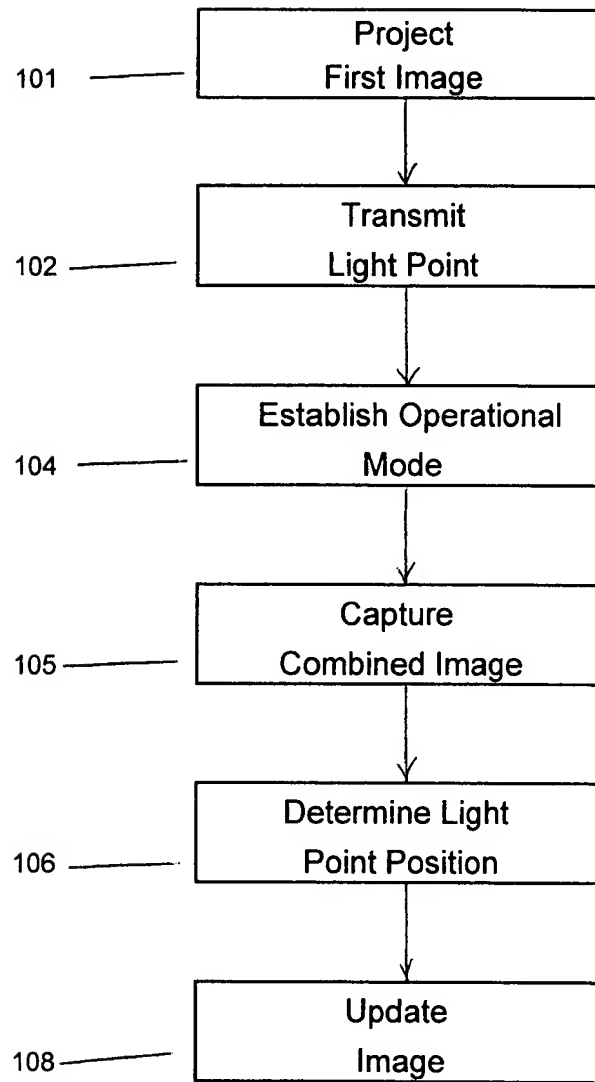 Project
101 First Image
Transmit
102 Light Point
Establish Operational
104 Mode
Capture
105 Combined Image
Determine Light
106 Point Position
Update
108 Image